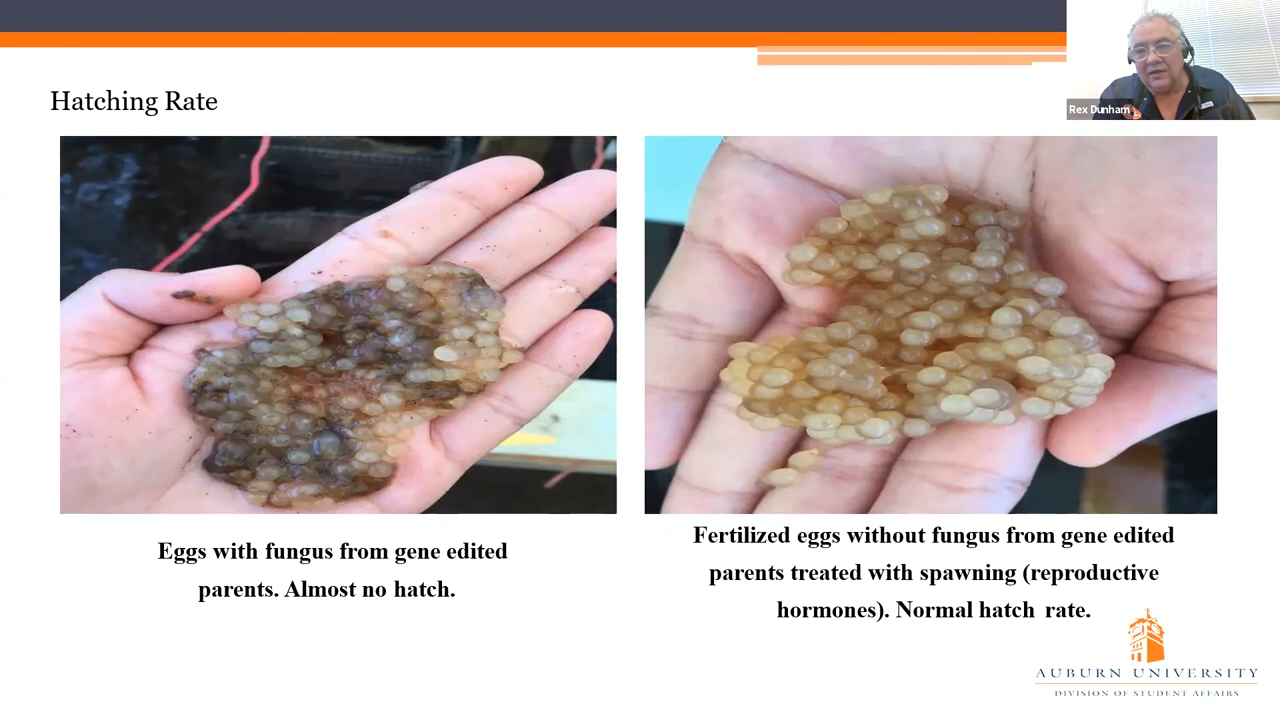 Rex Dunham
Hatching Rate
Eggs with fungus from gene edited
parents. Almost no hatch.
Fertilized eggs without fungus from gene edited
parents treated with spawning (reproductive
hormones). Normal hatch rate.
AUBURN UNIVERSITY
DIVISION OF STUDENT AFFAIRS